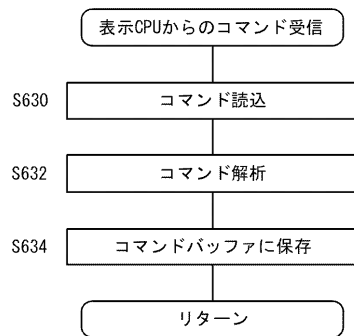 表示CPUからのコマンド受信
S630 コマンド読込
S632 コマンド解析
S634 コマンドバッファに保存
リターン